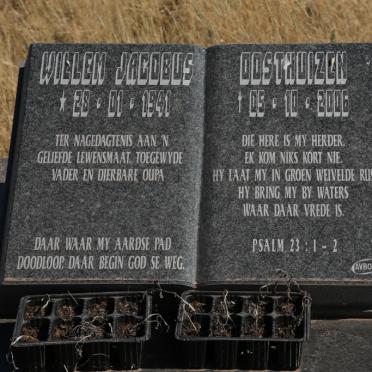 WILLEM JACOBUS
* 28 - 01 - 1941
TER NAGEDAGTENIS AAN 'N
GELIEFDE LEWENSMAAT, TOEGEWYDE
VADER EN DIERBARE OUPA
DAAR WAAR MY AARDSE PAD
DOODLOOP, DAAR BEGIN GOD SE WEG.
OOSTHUIZEN
† 05 - 10 - 2006
DIE HERE IS MY HERDER.
EK KOM NIKS KORT NIE.
HY LAAT MY IN GROEN WEIVELDE RUS
HY BRING MY BY WATERS
WAAR DAAR VREDE IS.
PSALM 23 : 1 - 2